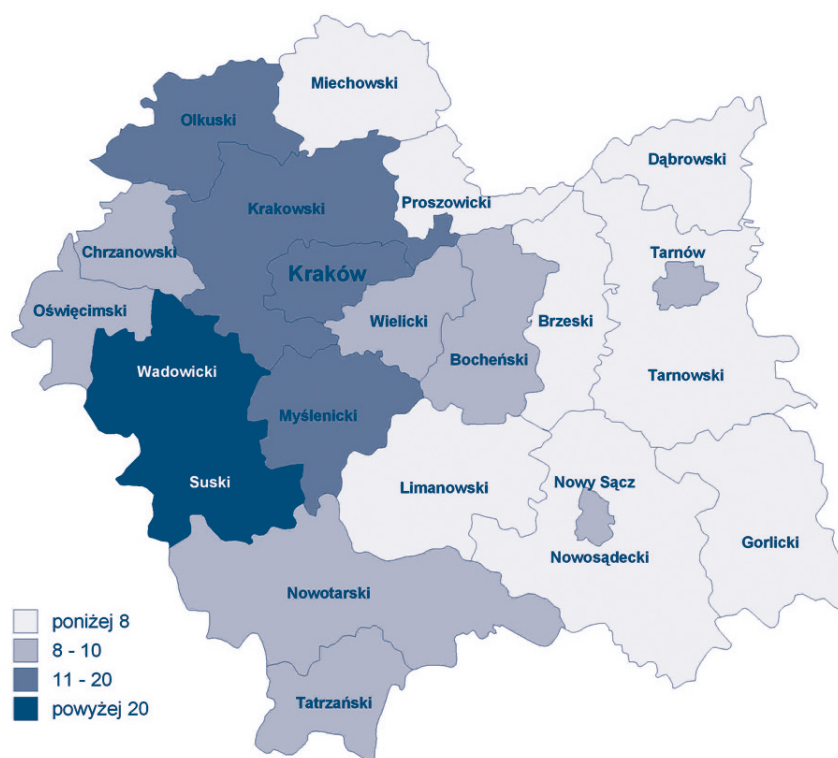 Miechowski
Olkuski
Dąbrowski
Proszowicki
Krakowski
Chrzanowski
Tarnów
Kraków
Oświęcimski
Wielicki
Brzeski
Bocheński
Wadowicki
Tarnowski
Myślenicki
Suski
Limanowski
Nowy Sącz
Gorlicki
Nowosądecki
Nowotarski
Tatrzański
poniżej 8
8 - 10
11 - 20
powyżej 20